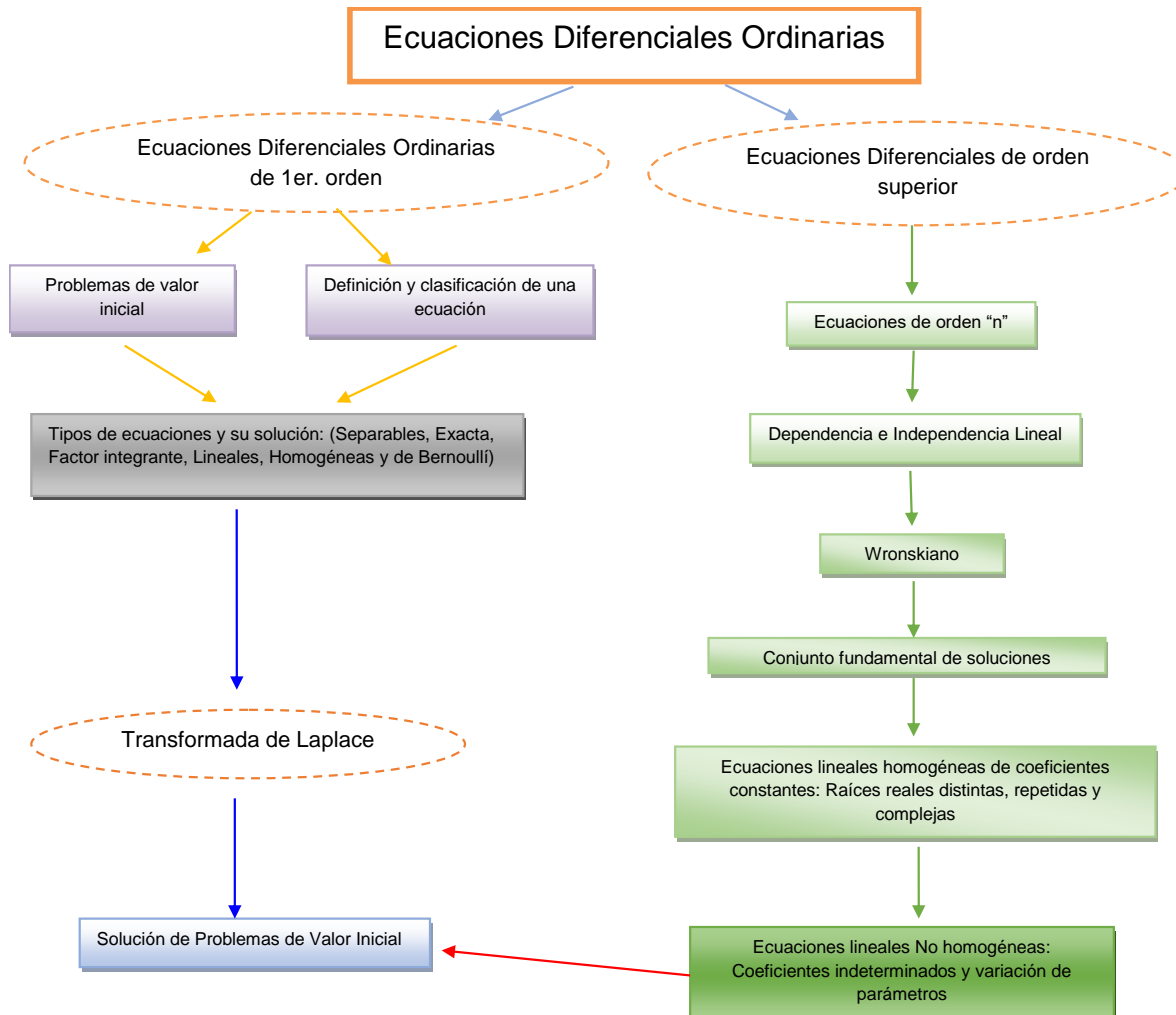 Ecuaciones Diferenciales Ordinarias
Ecuaciones Diferenciales Ordinarias
de 1er. orden
Ecuaciones Diferenciales de orden
superior
Problemas de valor
inicial
Definición y clasificación de una
ecuación
Ecuaciones de orden “n”
Tipos de ecuaciones y su solución: (Separables, Exacta,
Factor integrante, Lineales, Homogéneas y de Bernoullí)
Dependencia e Independencia Lineal
Wronskiano
Conjunto fundamental de soluciones
Transformada de Laplace
Ecuaciones lineales homogéneas de coeficientes
constantes: Raíces reales distintas, repetidas y
complejas
Solución de Problemas de Valor Inicial
Ecuaciones lineales No homogéneas:
Coeficientes indeterminados y variación de
parámetros